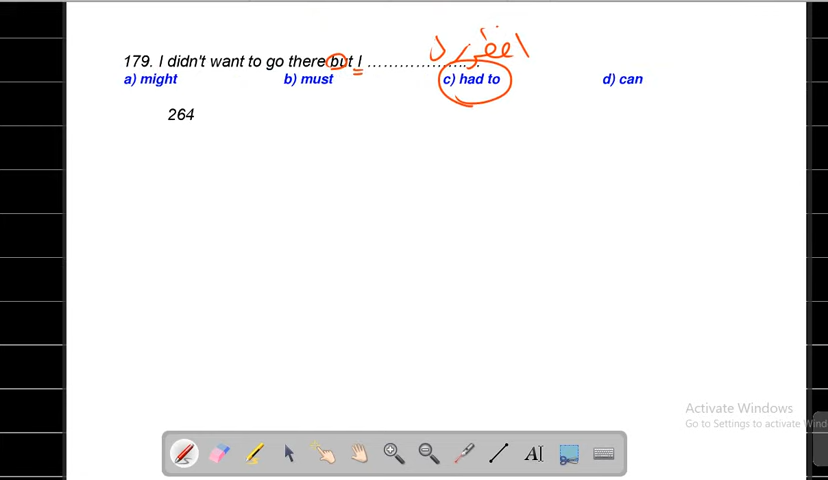 179. I didn't want to go there but I ……………………
a) might b) must c) had to d) can
264
Activate Windows
Go to Settings to activate Wind